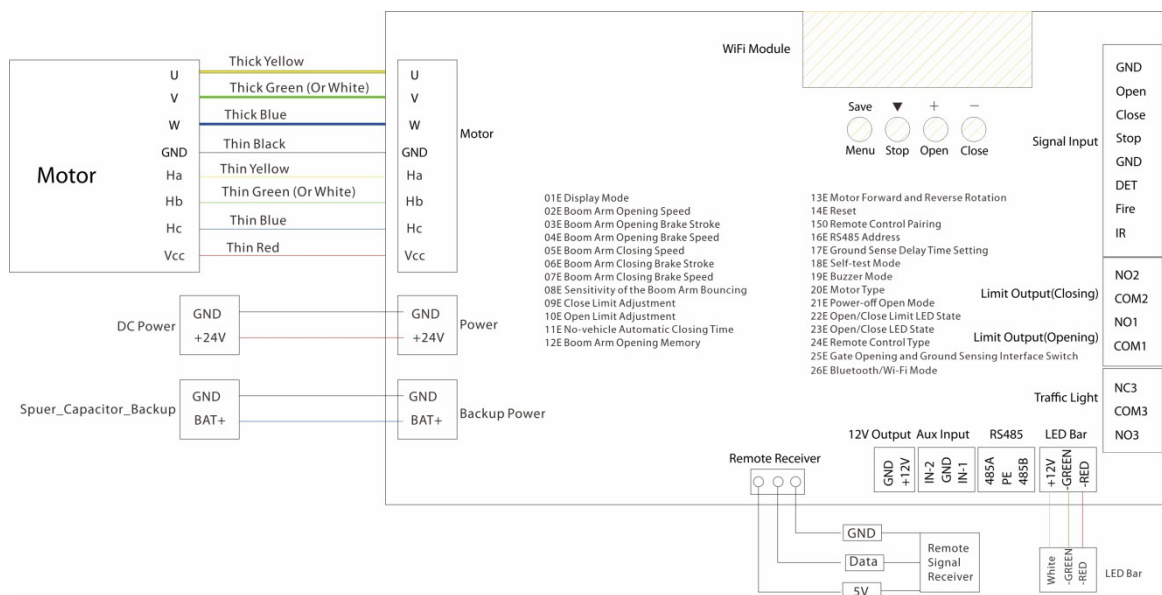 WiFi Module
Save ▼ + −
Menu Stop Open Close
Motor
U
V
W
GND
Ha
Hb
Hc
Vcc
Thick Yellow
Thick Green (Or White)
Thick Blue
Thin Black
Thin Yellow
Thin Green (Or White)
Thin Blue
Thin Red
U
V
W
GND
Ha
Hb
Hc
Vcc
Motor
DC Power
GND
+24V
GND
+24V
Power
Spuer_Capacitor_Backup
GND
BAT+
GND
BAT+
Backup Power
01E Display Mode
02E Boom Arm Opening Speed
03E Boom Arm Opening Brake Stroke
04E Boom Arm Opening Brake Speed
05E Boom Arm Closing Speed
06E Boom Arm Closing Brake Stroke
07E Boom Arm Closing Brake Speed
08E Sensitivity of the Boom Arm Bouncing
09E Close Limit Adjustment
10E Open Limit Adjustment
11E No-vehicle Automatic Closing Time
12E Boom Arm Opening Memory
13E Motor Forward and Reverse Rotation
14E Reset
150 Remote Control Pairing
16E RS485 Address
17E Ground Sense Delay Time Setting
18E Self-test Mode
19E Buzzer Mode
20E Motor Type
21E Power-off Open Mode
22E Open/Close Limit LED State
23E Open/Close LED State
24E Remote Control Type
25E Gate Opening and Ground Sensing Interface Switch
26E Bluetooth/Wi-Fi Mode
Signal Input
GND
Open
Close
Stop
GND
DET
Fire
IR
Limit Output(Closing)
NO2
COM2
Limit Output(Opening)
NO1
COM1
Traffic Light
NC3
COM3
NO3
12V Output Aux Input RS485 LED Bar
GND
+12V
IN-2
GND
IN-1
485A
PE
485B
+12V
-GREEN
-RED
Remote Receiver
GND
Data
5V
Remote
Signal
Receiver
White
-GREEN
-RED
LED Bar